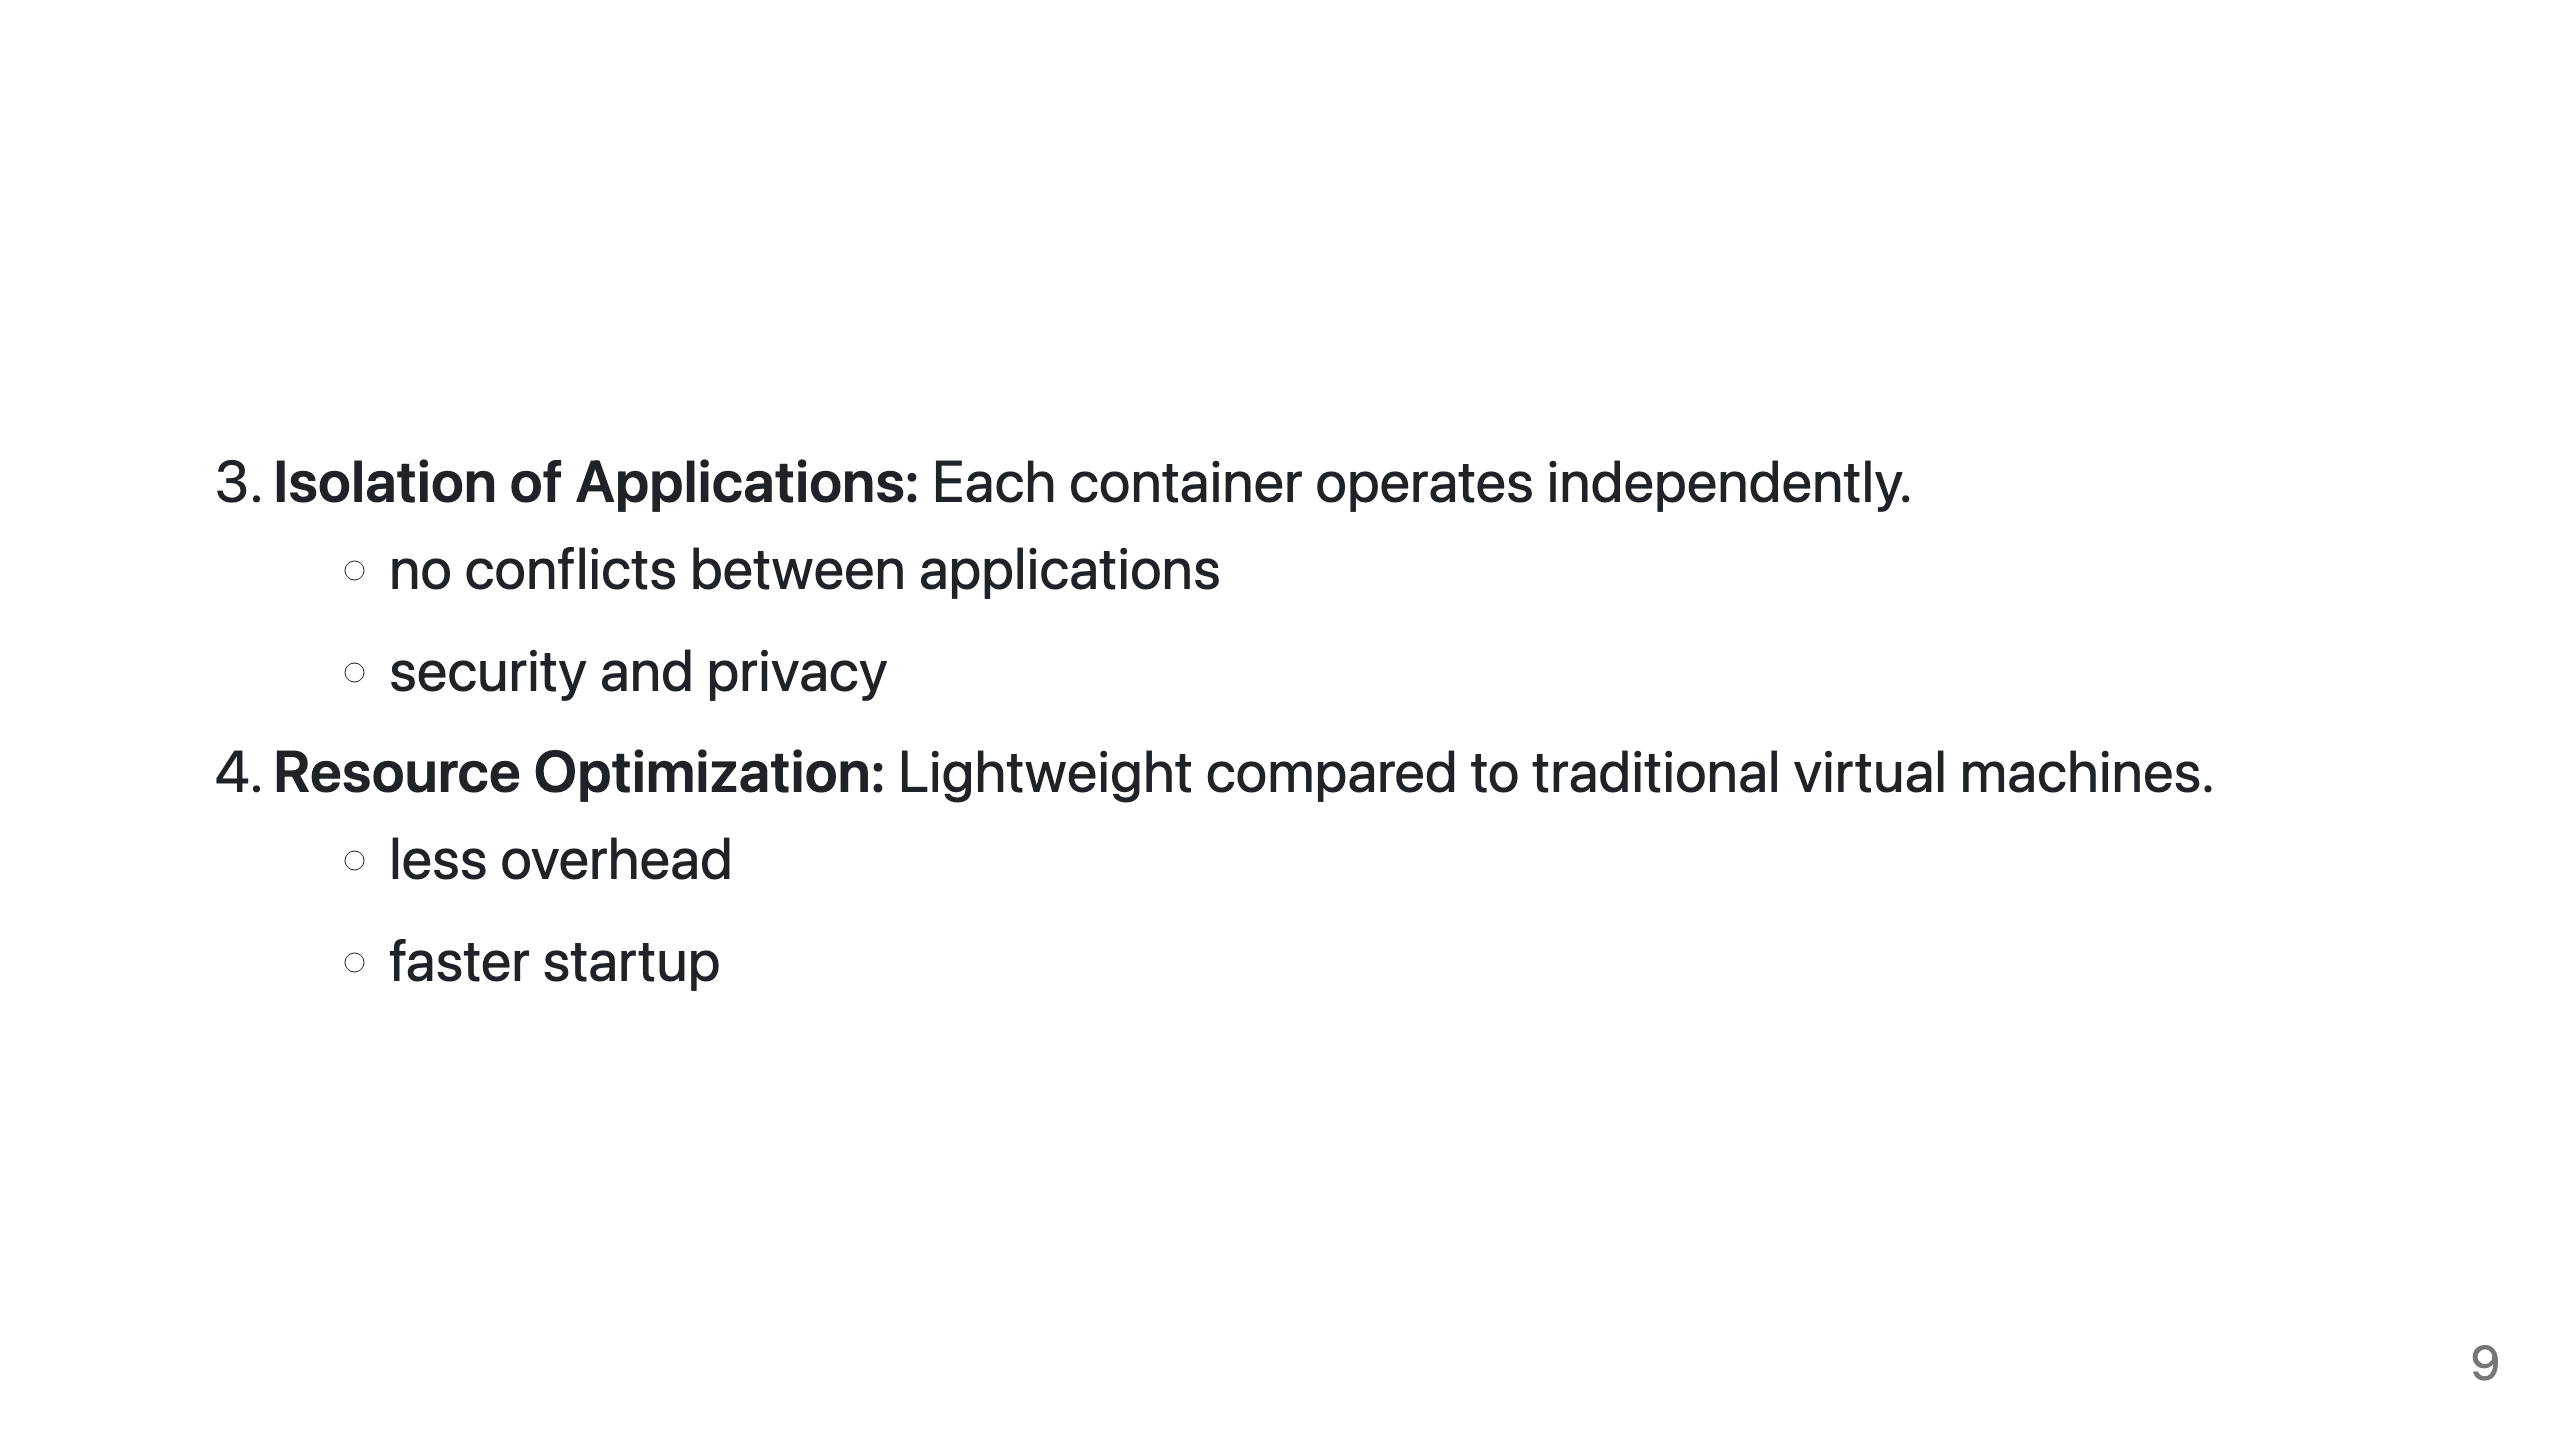 3. Isolation of Applications: Each container operates independently.
○ no conflicts between applications
○ security and privacy
4. Resource Optimization: Lightweight compared to traditional virtual machines.
○ less overhead
○ faster startup
9